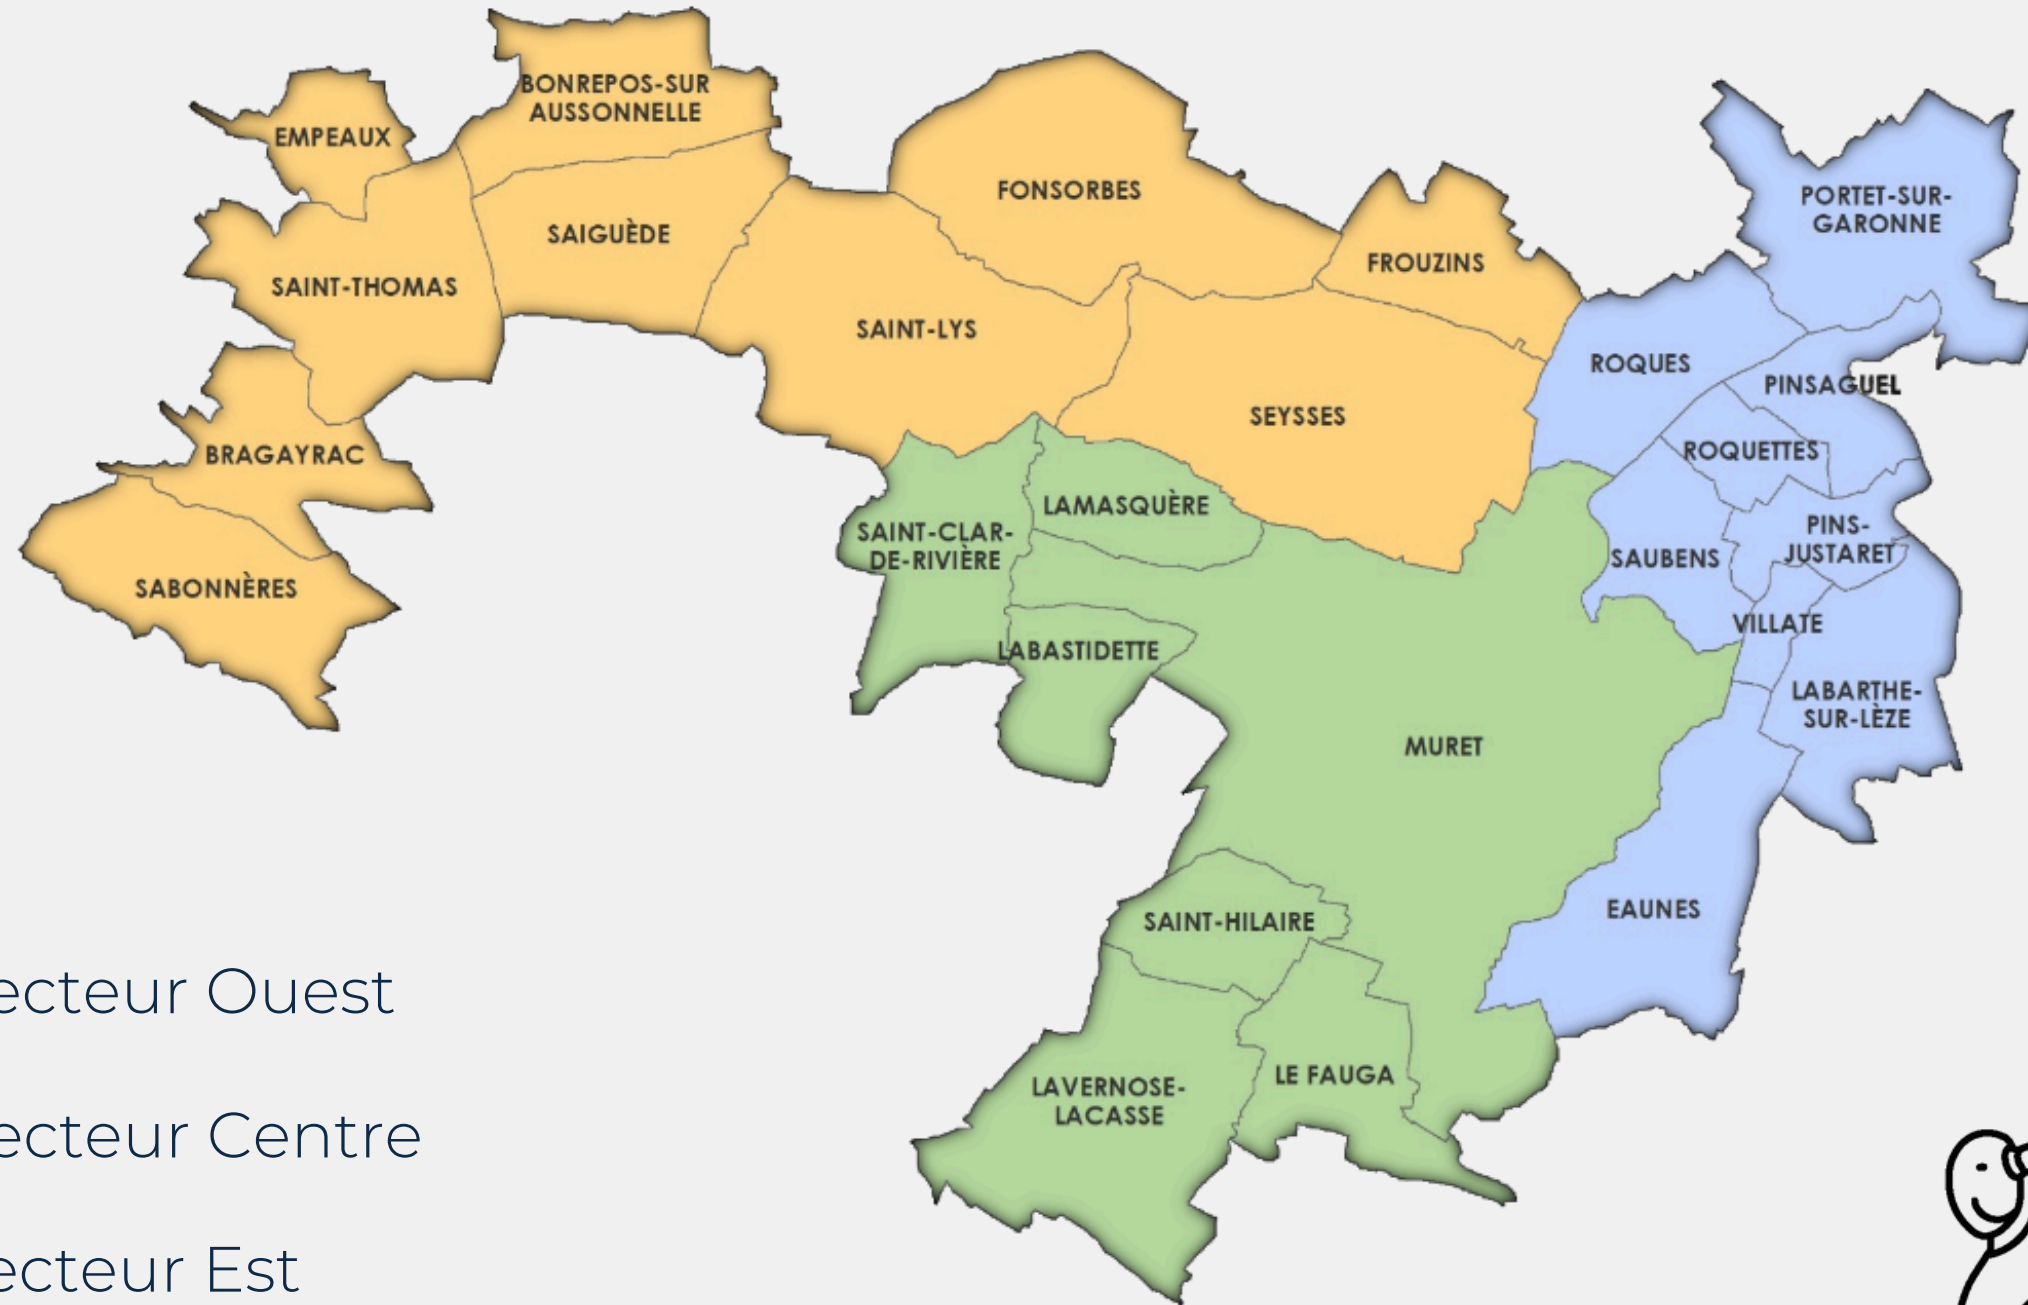 BONREPOS-SUR
AUSSONNELLE
EMPEAUX
FONSORBES
PORTET-SUR-
GARONNE
SAIGUÈDE
FROUZINS
SAINT-THOMAS
SAINT-LYS
ROQUES
PINSAGUEL
SEYSSES
ROQUETTES
BRAGAYRAC
LAMASQUÈRE
SAINT-CLAR-
DE-RIVIÈRE
PINS-
JUSTARET
SAUBENS
SABONNÈRES
VILLATE
LABASTIDETTE
LABARTHE-
SUR-LÈZE
MURET
EAUNES
SAINT-HILAIRE
LE FAUGA
LAVERNOSE-
LACASSE
ecteur Ouest
ecteur Centre
ecteur Est